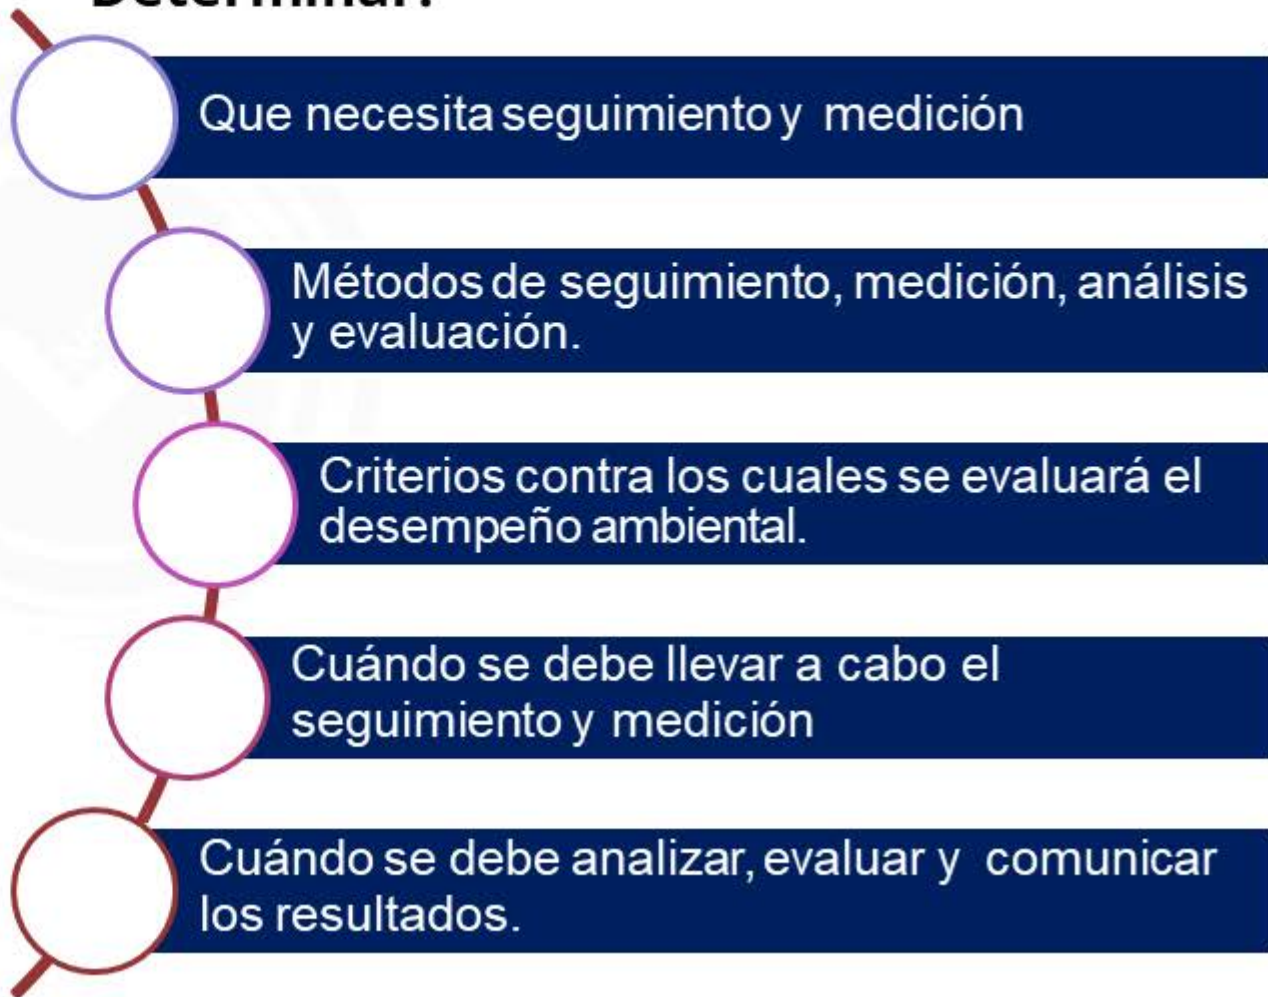 Determinar:
Que necesita seguimiento y medición
Métodos de seguimiento, medición, análisis
y evaluación.
Criterios contra los cuales se evaluará el
desempeño ambiental.
Cuándo se debe llevar a cabo el
seguimiento y medición
Cuándo se debe analizar, evaluar y comunicar
los resultados.